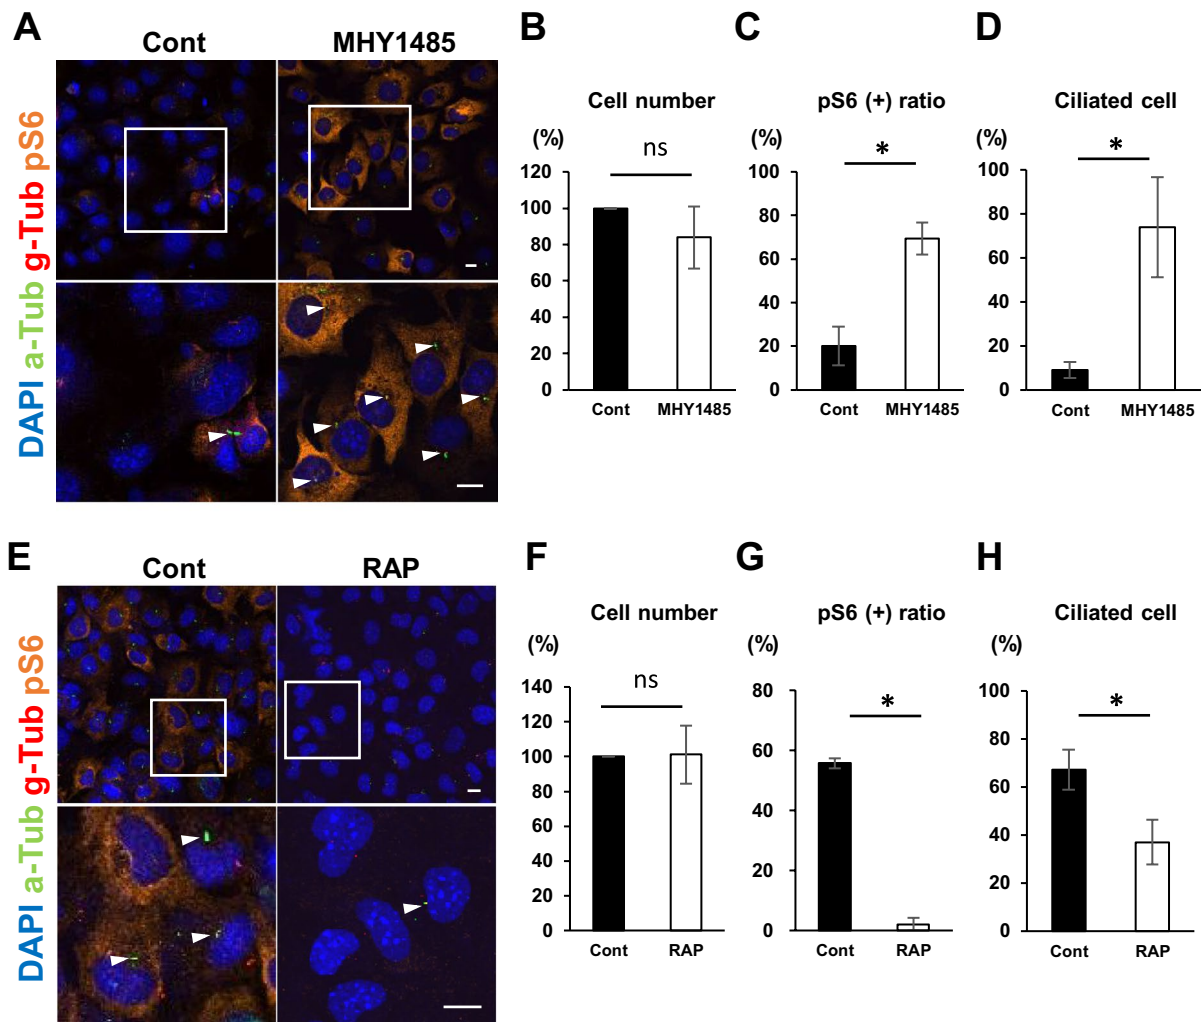 A
Cont
MHY1485
DAPI a-Tub g-Tub pS6
B
Cell number
(%)
ns
120
100
80
60
40
20
0
Cont
MHY1485
C
pS6 (+) ratio
(%)
*
100
80
60
40
20
0
Cont
MHY1485
D
Ciliated cell
(%)
*
100
80
60
40
20
0
Cont
MHY1485
E
Cont
RAP
DAPI a-Tub g-Tub pS6
F
Cell number
(%)
ns
140
120
100
80
60
40
20
0
Cont
RAP
G
pS6 (+) ratio
(%)
*
80
60
40
20
0
Cont
RAP
H
Ciliated cell
(%)
*
100
80
60
40
20
0
Cont
RAP